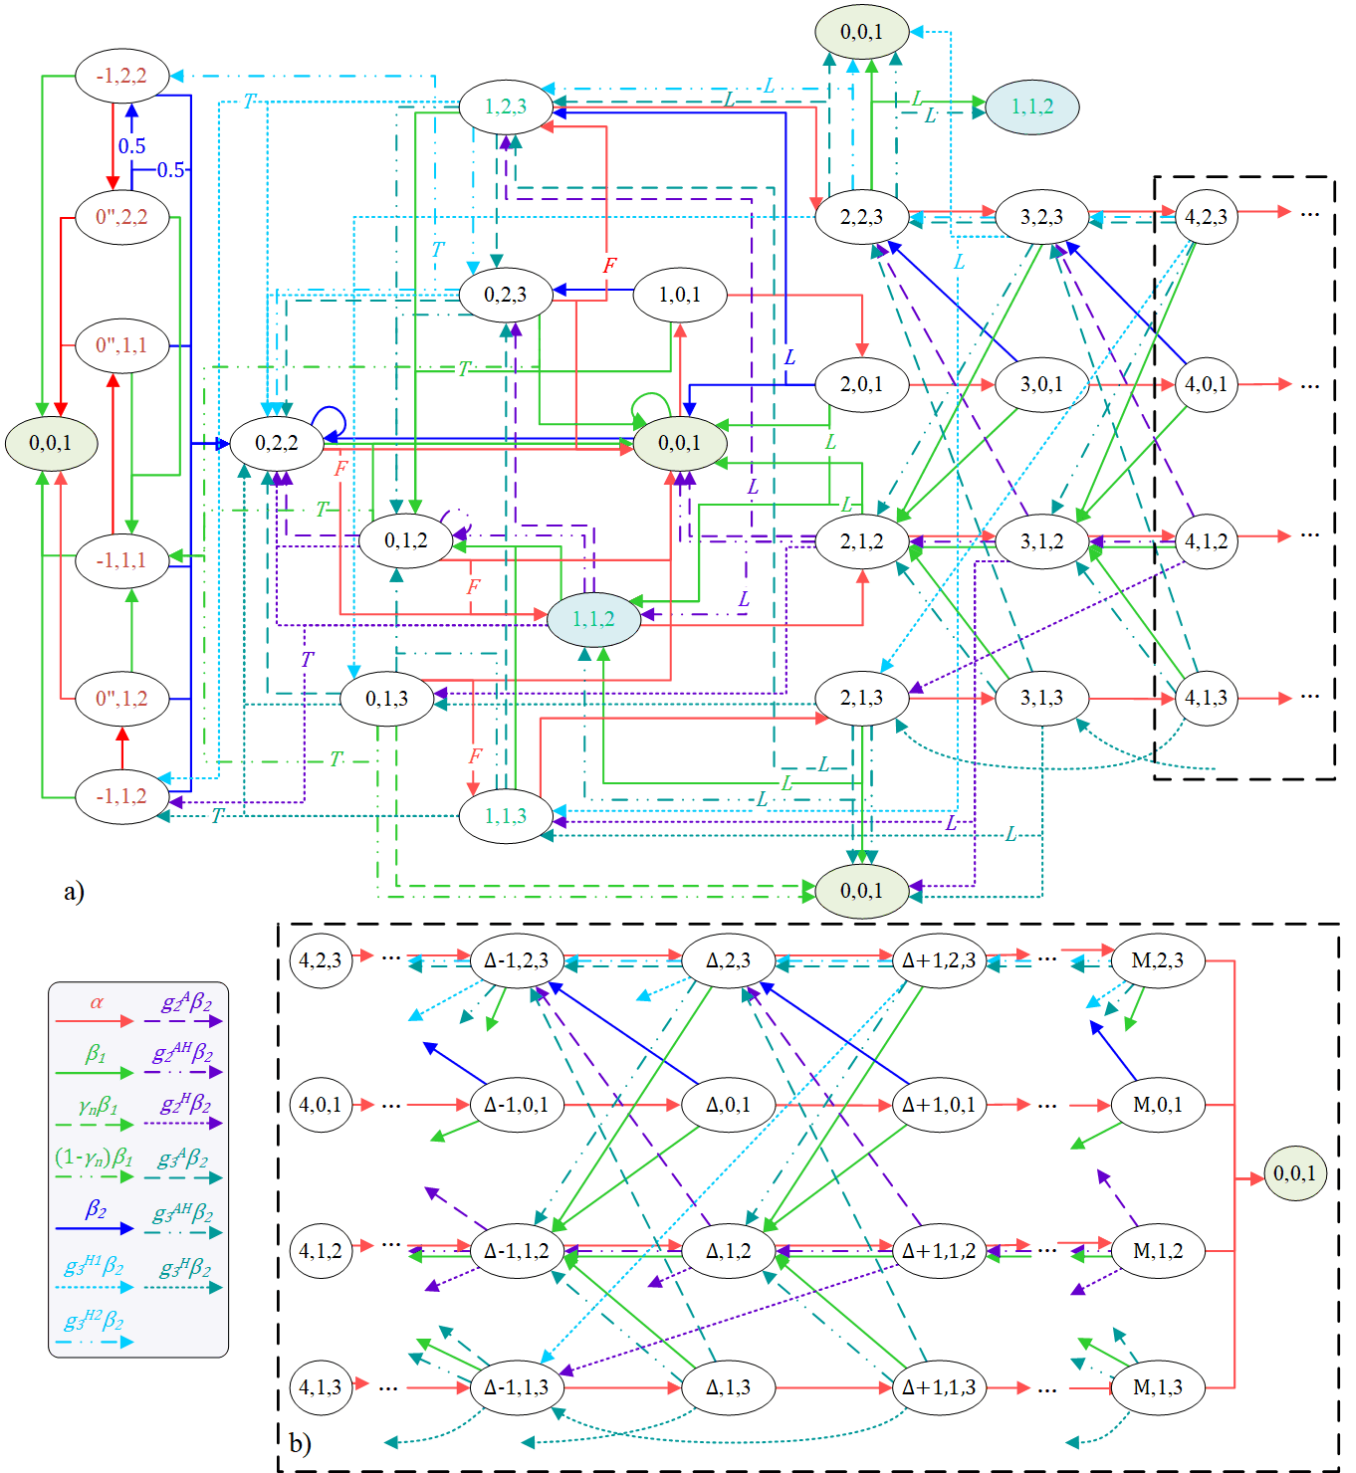 0,0,1
-1,2,2
T
1,2,3
L
L
L
1,1,2
L
0.5
0.5
0'',2,2
2,2,3
3,2,3
4,2,3
...
T
F
L
0,2,3
1,0,1
0'',1,1
T
L
2,0,1
3,0,1
4,0,1
...
0,0,1
0,2,2
0,0,1
L
F
L
T
L
0,1,2
2,1,2
3,1,2
4,1,2
...
-1,1,1
F
L
1,1,2
T
0'',1,2
0,1,3
2,1,3
3,1,3
4,1,3
...
T
F
L
L
-1,1,2
L
T
1,1,3
L
L
a)
0,0,1
4,2,3
...
Δ-1,2,3
Δ,2,3
Δ+1,2,3
...
M,2,3
α
g₂ᴬβ₂
β₁
g₂ᴬᴴβ₂
γₙβ₁
g₂ᴴβ₂
(1-γₙ)β₁
g₃ᴬβ₂
β₂
g₃ᴬᴴβ₂
g₃ᴴ¹β₂
g₃ᴴβ₂
g₃ᴴ²β₂
4,0,1
...
Δ-1,0,1
Δ,0,1
Δ+1,0,1
...
M,0,1
0,0,1
4,1,2
...
Δ-1,1,2
Δ,1,2
Δ+1,1,2
...
M,1,2
4,1,3
...
Δ-1,1,3
Δ,1,3
Δ+1,1,3
...
M,1,3
b)